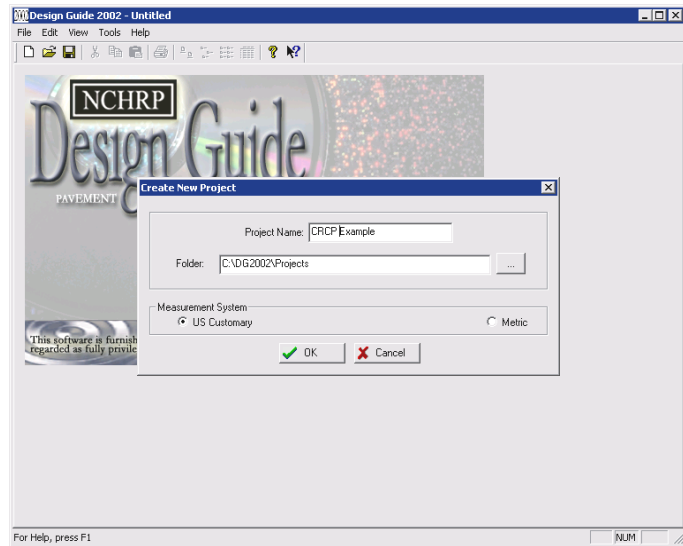 Design Guide 2002 - Untitled
File Edit View Tools Help
NCHRP
Design Guide
PAVEMENT
Create New Project
Project Name: CRCP Example
Folder: C:\DG2002\Projects
...
Measurement System
US Customary
Metric
OK
Cancel
This software is furnish
regarded as fully privile
For Help, press F1
NUM